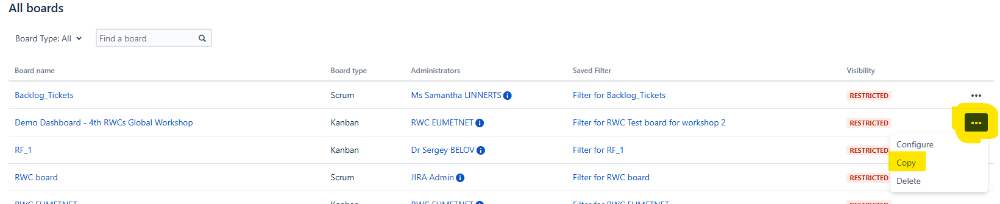 All boards
Board Type: All
Find a board
Board name Board type Administrators Saved Filter Visibility
Backlog_Tickets Scrum Ms Samantha LINNERTS Filter for Backlog_Tickets RESTRICTED
Demo Dashboard - 4th RWCs Global Workshop Kanban RWC EUMETNET Filter for RWC Test board for workshop 2 RESTRICTED
Configure
RF_1 Kanban Dr Sergey BELOV Filter for RF_1 RESTRICTED
Copy
RWC board Scrum JIRA Admin Filter for RWC board RESTRICTED
Delete
RWC EUMETNET RWC EUMETNET Filter for RWC EUMETNET